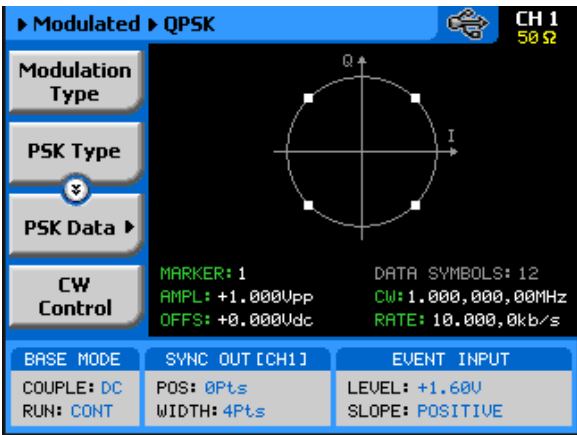 ▶ Modulated ▶ QPSK
CH 1
50 Ω
Modulation
Type
PSK Type
PSK Data ▶
CW
Control
Q
I
MARKER: 1
DATA SYMBOLS: 12
AMPL: +1.000Vpp
CW: 1.000,000,00MHz
OFFS: +0.000Vdc
RATE: 10.000,0kb/s
BASE MODE
SYNC OUT [CH1]
EVENT INPUT
COUPLE: DC
POS: 0Pts
LEVEL: +1.60V
RUN: CONT
WIDTH: 4Pts
SLOPE: POSITIVE